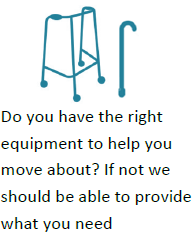 Do you have the right
equipment to help you
move about? If not we
should be able to provide
what you need